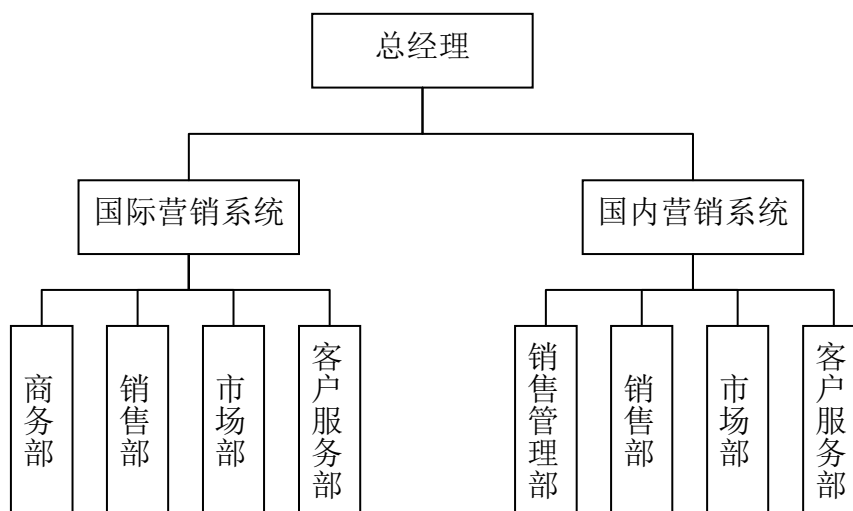 总经理
国际营销系统
国内营销系统
商务部
销售部
市场部
客户服务部
销售管理部
销售部
市场部
客户服务部